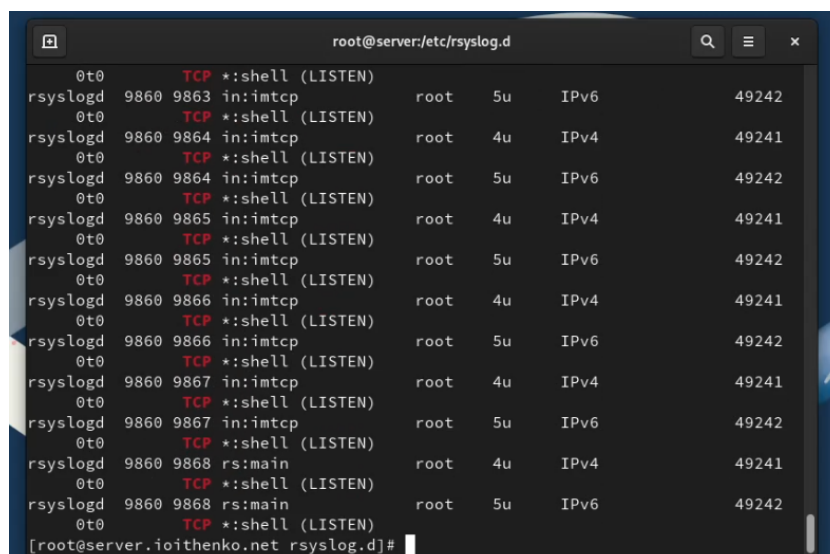 root@server:/etc/rsyslog.d
0t0 TCP *:shell (LISTEN)
rsyslogd 9860 9863 in:imtcp root 5u IPv6 49242
0t0 TCP *:shell (LISTEN)
rsyslogd 9860 9864 in:imtcp root 4u IPv4 49241
0t0 TCP *:shell (LISTEN)
rsyslogd 9860 9864 in:imtcp root 5u IPv6 49242
0t0 TCP *:shell (LISTEN)
rsyslogd 9860 9865 in:imtcp root 4u IPv4 49241
0t0 TCP *:shell (LISTEN)
rsyslogd 9860 9865 in:imtcp root 5u IPv6 49242
0t0 TCP *:shell (LISTEN)
rsyslogd 9860 9866 in:imtcp root 4u IPv4 49241
0t0 TCP *:shell (LISTEN)
rsyslogd 9860 9866 in:imtcp root 5u IPv6 49242
0t0 TCP *:shell (LISTEN)
rsyslogd 9860 9867 in:imtcp root 4u IPv4 49241
0t0 TCP *:shell (LISTEN)
rsyslogd 9860 9867 in:imtcp root 5u IPv6 49242
0t0 TCP *:shell (LISTEN)
rsyslogd 9860 9868 rs:main root 4u IPv4 49241
0t0 TCP *:shell (LISTEN)
rsyslogd 9860 9868 rs:main root 5u IPv6 49242
0t0 TCP *:shell (LISTEN)
[root@server.ioithenko.net rsyslog.d]#